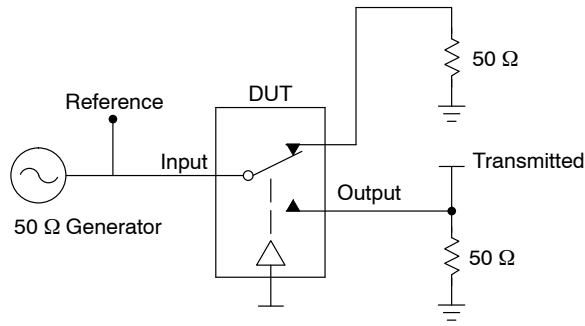 50 Ω
DUT
Reference
Input
Transmitted
Output
50 Ω Generator
50 Ω